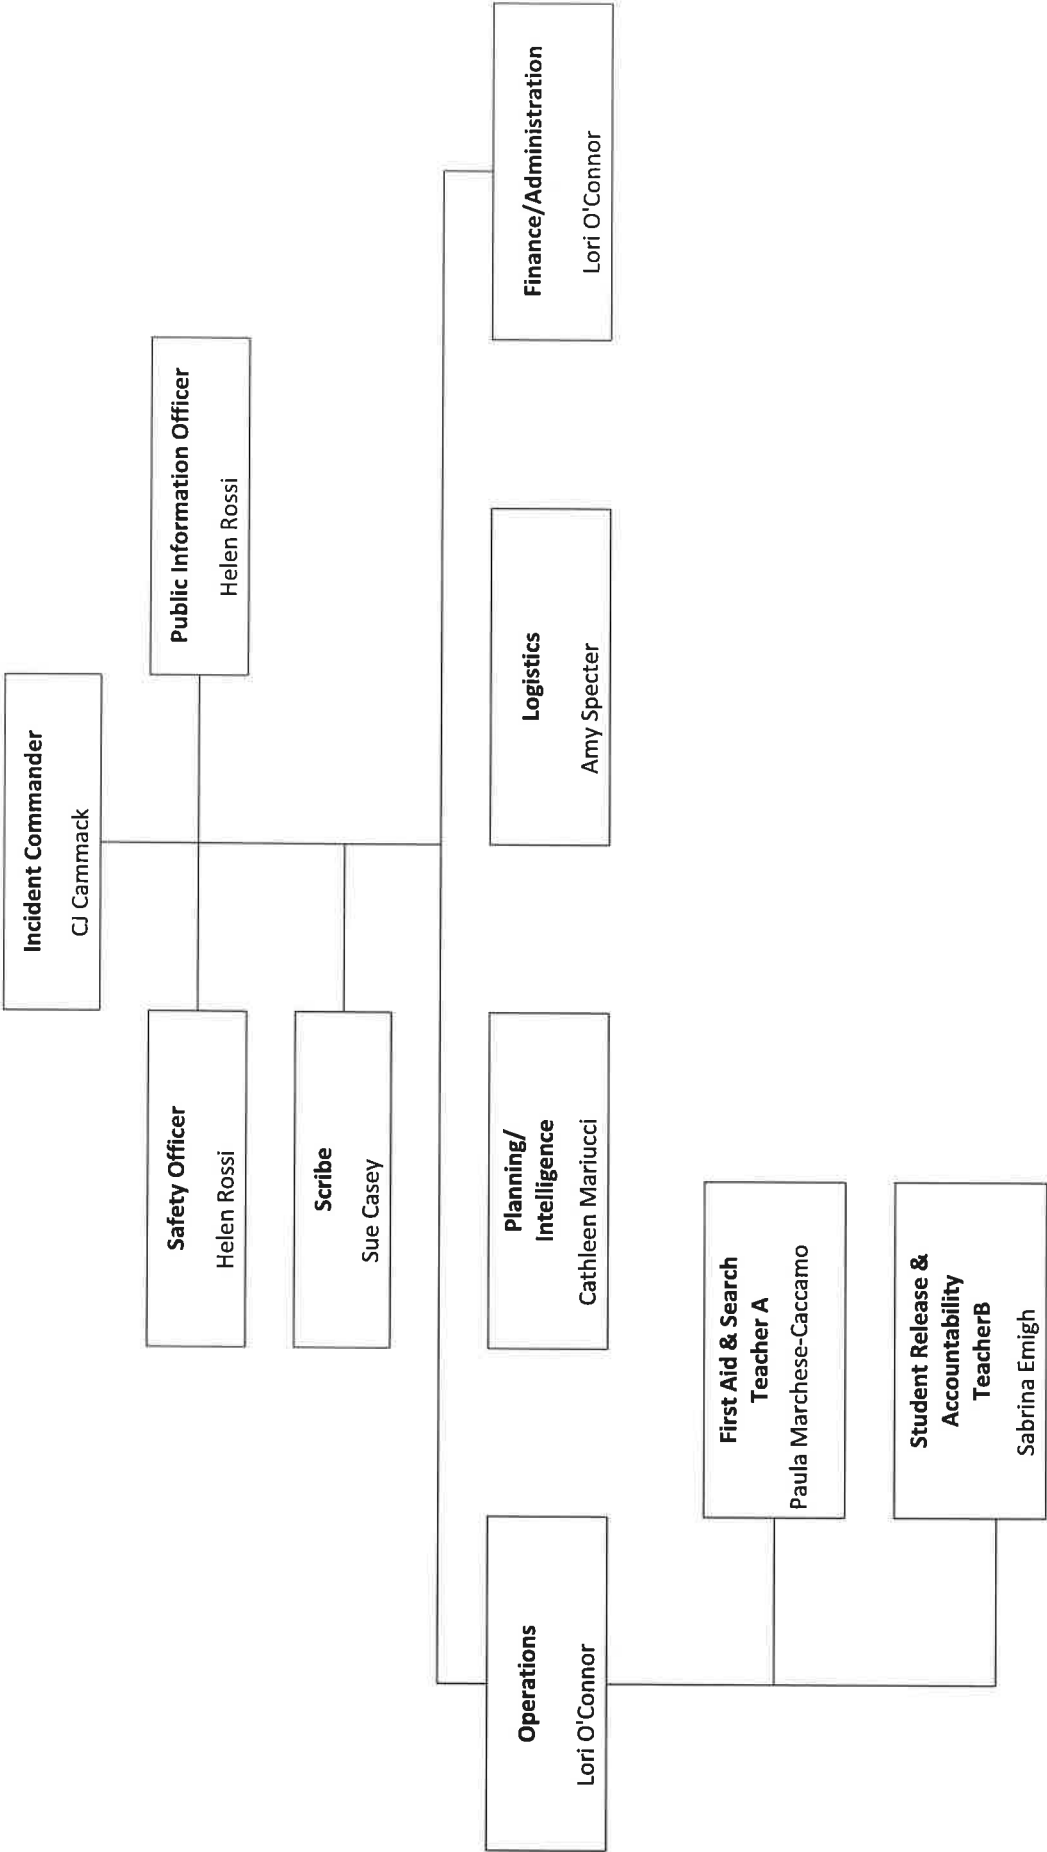 Incident Commander
CJ Cammack
Safety Officer
Helen Rossi
Public Information Officer
Helen Rossi
Scribe
Sue Casey
Operations
Lori O'Connor
Planning/
Intelligence
Cathleen Mariucci
Logistics
Amy Specter
Finance/Administration
Lori O'Connor
First Aid & Search
Teacher A
Paula Marchese-Caccamo
Student Release &
Accountability
TeacherB
Sabrina Emigh